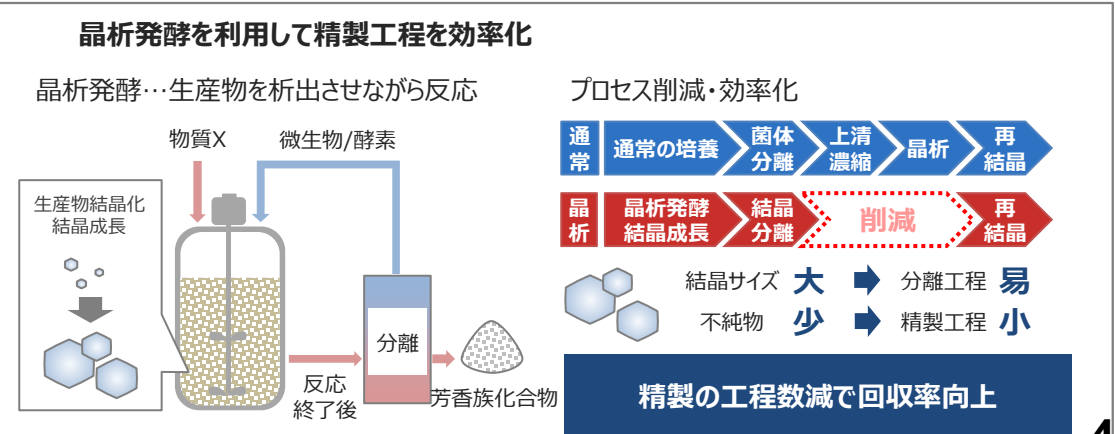 晶析発酵を利用して精製工程を効率化
晶析発酵…生産物を析出させながら反応
物質X
微生物/酵素
生産物結晶化
結晶成長
分離
反応
終了後
芳香族化合物
プロセス削減・効率化
通常
通常の培養
菌体
分離
上清
濃縮
晶析
再
結晶
晶析
晶析発酵
結晶成長
結晶
分離
削減
再
結晶
結晶サイズ 大 分離工程 易
不純物 少 精製工程 小
精製の工程数減で回収率向上
4